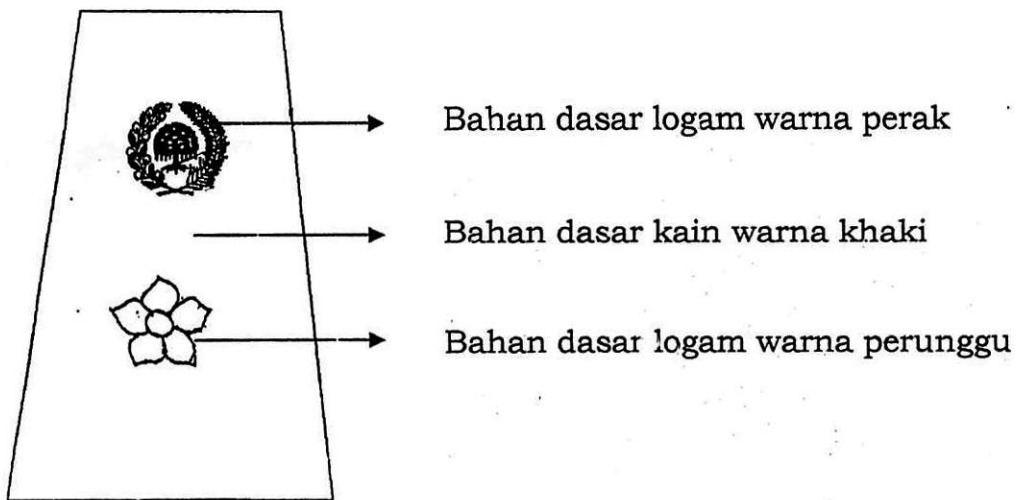 Bahan dasar logam warna perak
Bahan dasar kain warna khaki
Bahan dasar logam warna perunggu